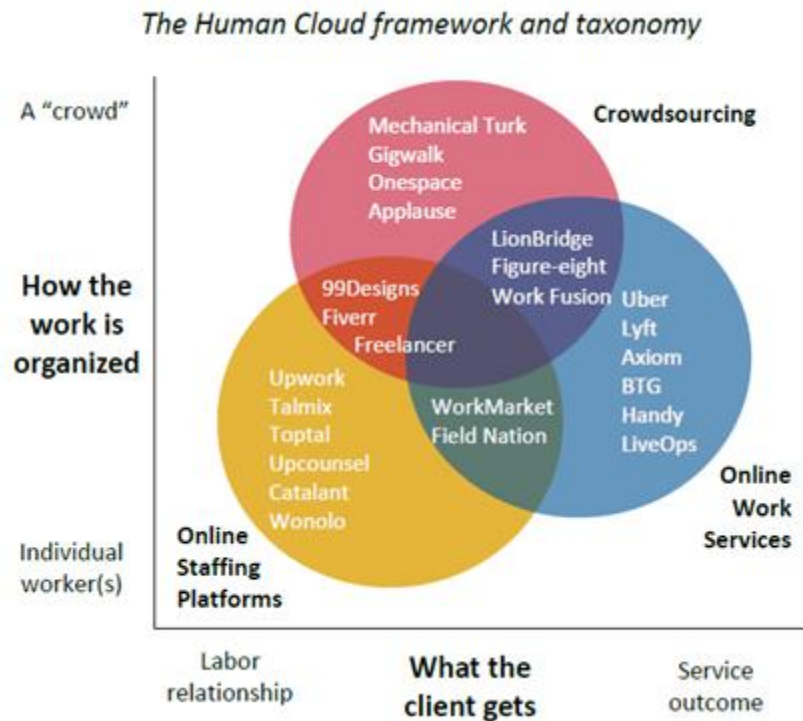 The Human Cloud framework and taxonomy
A “crowd”
Crowdsourcing
Mechanical Turk
Gigwalk
Onespace
Applause
LionBridge
Figure-eight
Work Fusion
How the
work is
organized
99Designs
Fiverr
Freelancer
Uber
Lyft
Axiom
BTG
Handy
LiveOps
Upwork
Talmix
Toptal
Upcounsel
Catalant
Wonolo
WorkMarket
Field Nation
Online
Work
Services
Individual
worker(s)
Online
Staffing
Platforms
Labor
relationship
What the
client gets
Service
outcome